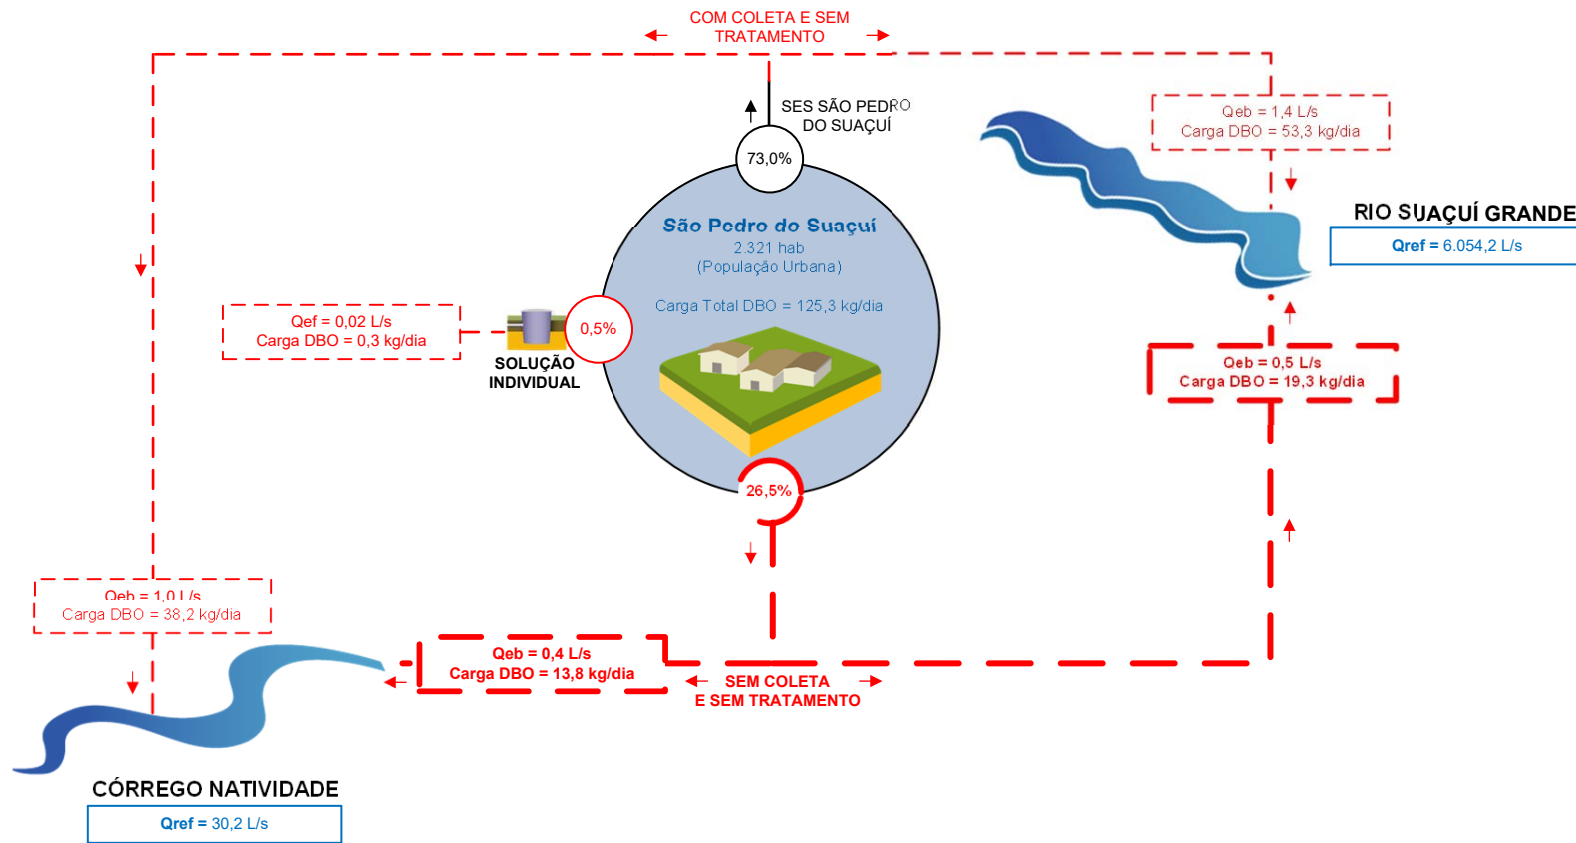 COM COLETA E SEM
TRATAMENTO
SES SÃO PEDRO
DO SUAÇUÍ
73,0%
Qeb = 1,4 L/s
Carga DBO = 53,3 kg/dia
RIO SUAÇUÍ GRANDE
Qref = 6.054,2 L/s
São Pedro do Suaçuí
2.321 hab
(População Urbana)
Carga Total DBO = 125,3 kg/dia
Qef = 0,02 L/s
Carga DBO = 0,3 kg/dia
0,5%
SOLUÇÃO
INDIVIDUAL
Qeb = 0,5 L/s
Carga DBO = 19,3 kg/dia
26,5%
Qeb = 1,0 L/s
Carga DBO = 38,2 kg/dia
Qeb = 0,4 L/s
Carga DBO = 13,8 kg/dia
SEM COLETA
E SEM TRATAMENTO
CÓRREGO NATIVIDADE
Qref = 30,2 L/s